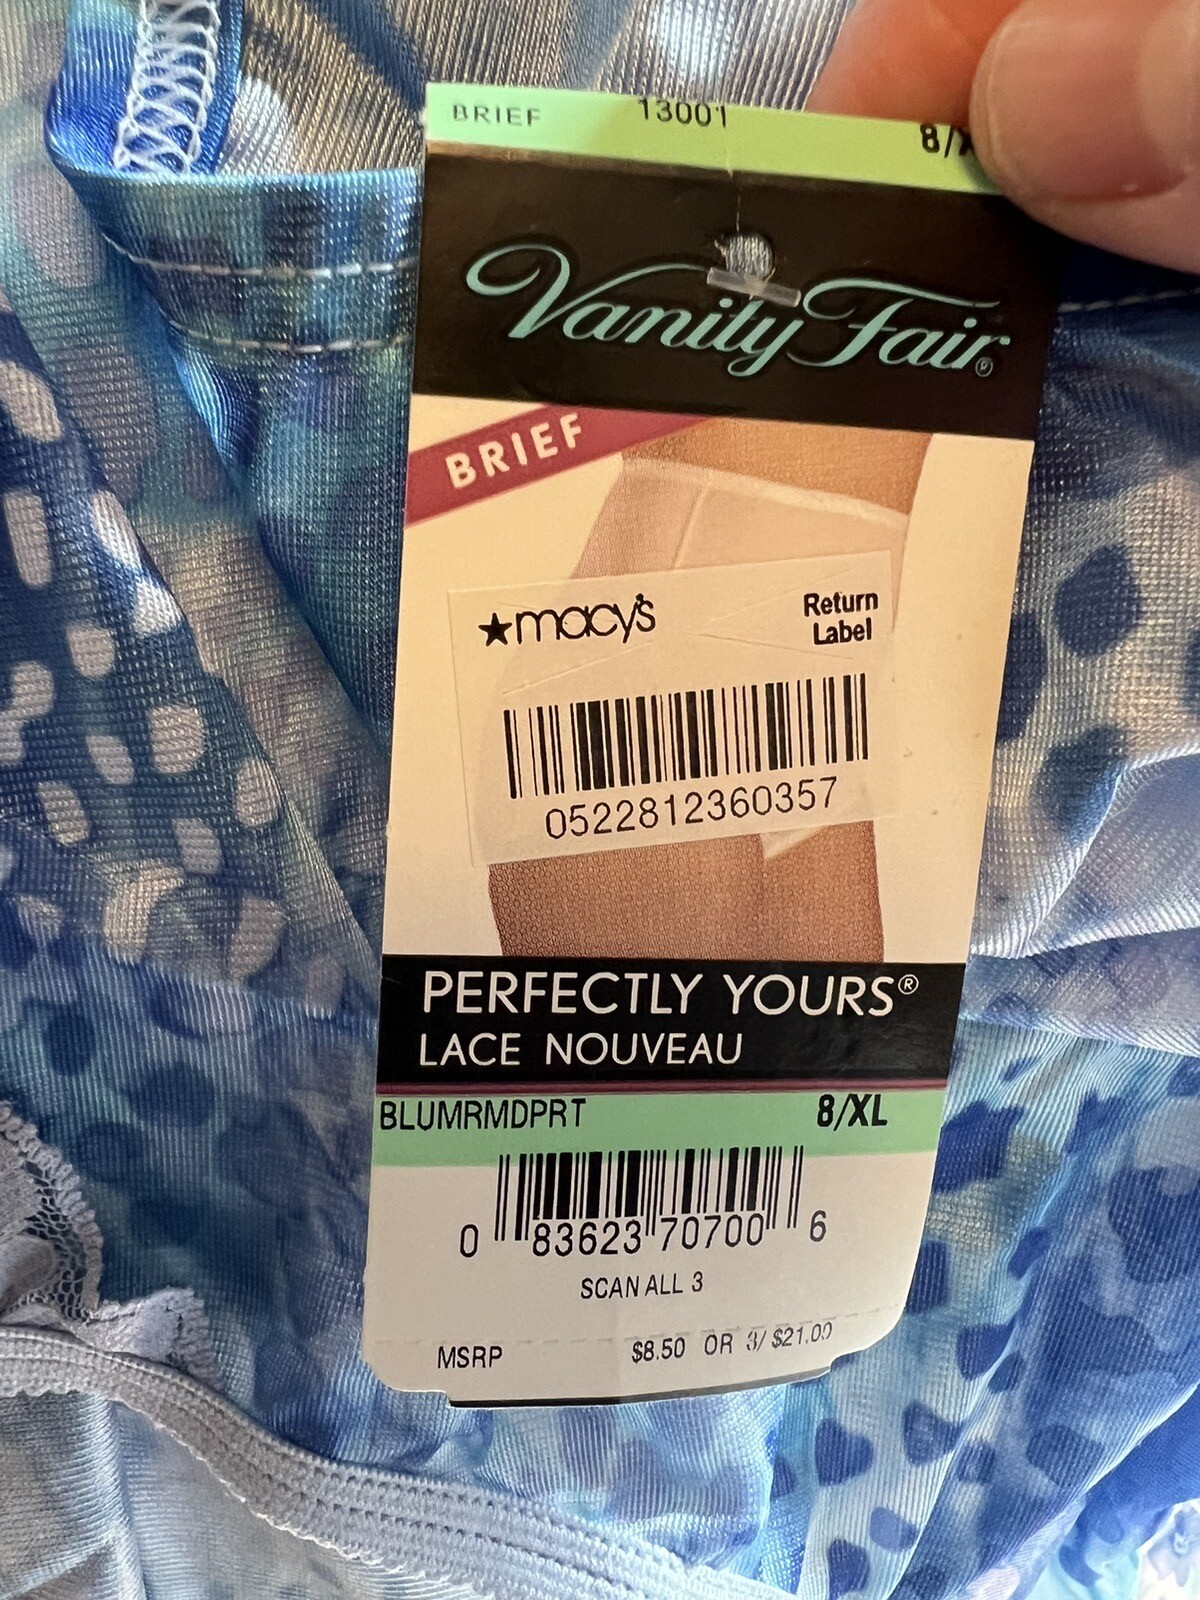 BRIEF 13001 8/
Vanity Fair®
BRIEF
★macy's Return
Label
0522812360357
PERFECTLY YOURS®
LACE NOUVEAU
BLUMRMDPRT 8/XL
0 83623 70700 6
SCAN ALL 3
MSRP $8.50 OR 3/$21.00